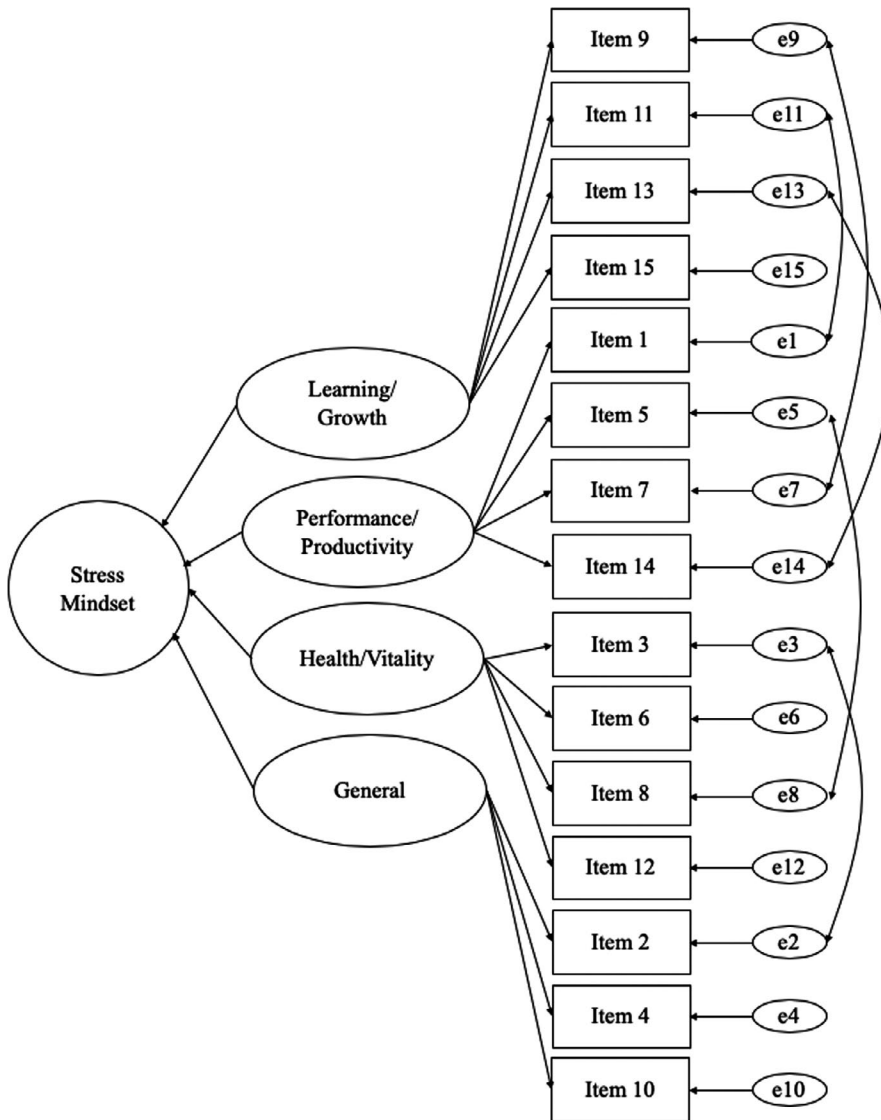 Item 9
e9
Item 11
e11
Item 13
e13
Item 15
e15
Item 1
e1
Learning/
Growth
Item 5
e5
Item 7
e7
Performance/
Productivity
Item 14
e14
Stress
Mindset
Item 3
e3
Health/Vitality
Item 6
e6
General
Item 8
e8
Item 12
e12
Item 2
e2
Item 4
e4
Item 10
e10